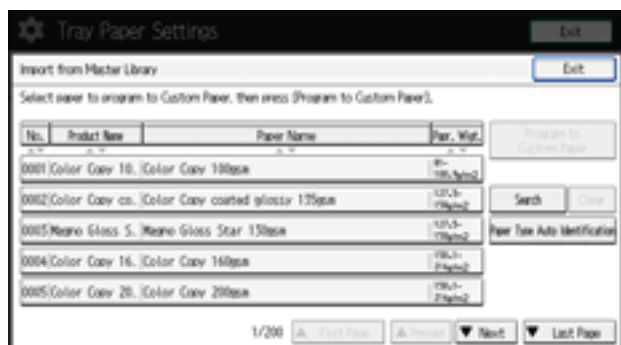 Tray Paper Settings
Exit
Import from Master Library
Exit
Select paper to program to Custom Paper, then press [Program to Custom Paper].
No. Product Name Paper Name Papr. Wgt.
Program to
Custom Paper
0001 Color Copy 10. Color Copy 100gsm
0002 Color Copy co. Color Copy coated glossy 135gsm
Search Clear
0003 Magno Gloss S. Magno Gloss Star 150gsm
Paper Type Auto Identification
0004 Color Copy 16. Color Copy 160gsm
0005 Color Copy 20. Color Copy 200gsm
1/200 ▲ First Page ▲ ▼ Next ▼ Last Page